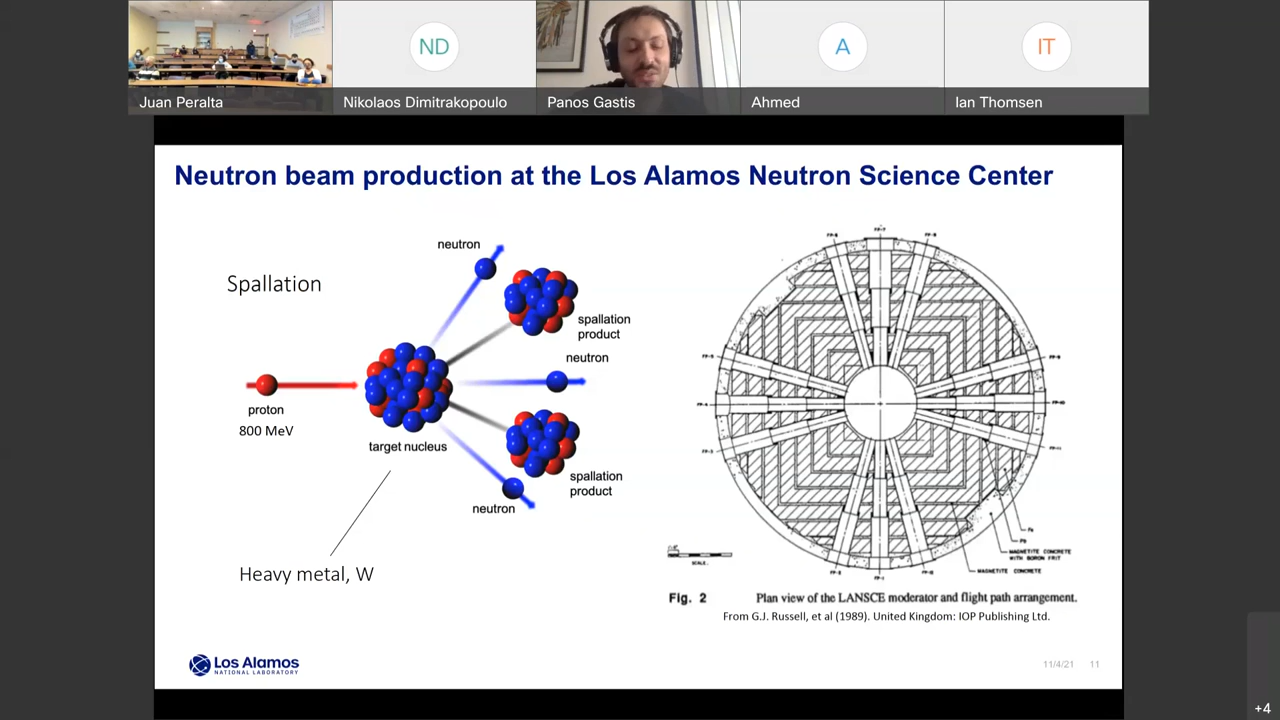 ND
A
IT
Juan Peralta
Nikolaos Dimitrakopoulo
Panos Gastis
Ahmed
Ian Thomsen
Neutron beam production at the Los Alamos Neutron Science Center
Spallation
neutron
spallation
product
neutron
proton
800 MeV
target nucleus
spallation
product
neutron
Heavy metal, W
MAGNETITE CONCRETE
WITH BORON FRIT
MAGNETITE CONCRETE
SCALE
Fig. 2
Plan view of the LANSCE moderator and flight path arrangement.
From G.J. Russell, et al (1989). United Kingdom: IOP Publishing Ltd.
Los Alamos
NATIONAL LABORATORY
11/4/21 11
+4